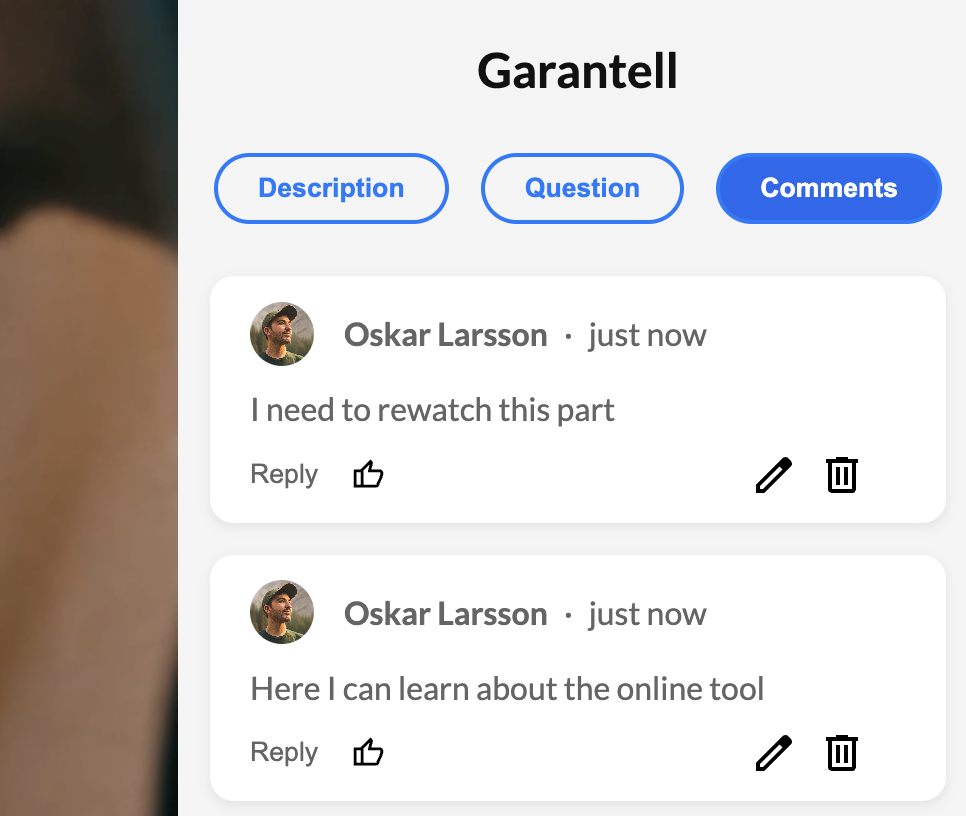 Garantell
Description Question Comments
Oskar Larsson · just now
I need to rewatch this part
Reply
Oskar Larsson · just now
Here I can learn about the online tool
Reply